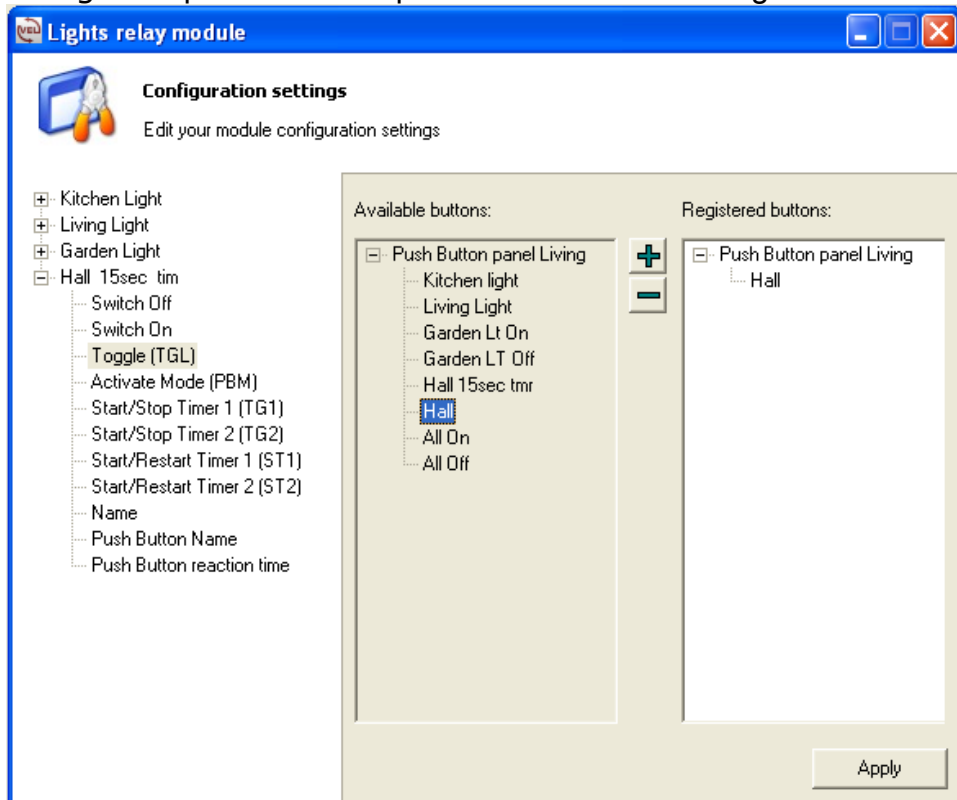 Lights relay module
Configuration settings
Edit your module configuration settings
Kitchen Light
Living Light
Garden Light
Hall 15sec tim
Switch Off
Switch On
Toggle (TGL)
Activate Mode (PBM)
Start/Stop Timer 1 (TG1)
Start/Stop Timer 2 (TG2)
Start/Restart Timer 1 (ST1)
Start/Restart Timer 2 (ST2)
Name
Push Button Name
Push Button reaction time
Available buttons:
Push Button panel Living
Kitchen light
Living Light
Garden Lt On
Garden LT Off
Hall 15sec tmr
Hall
All On
All Off
Registered buttons:
Push Button panel Living
Hall
Apply